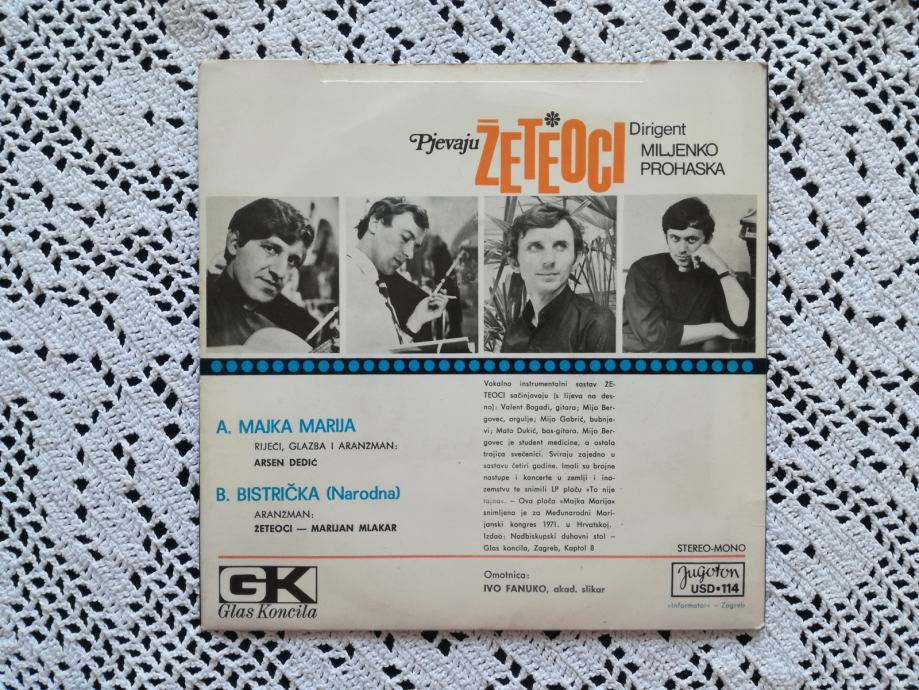 Pjevaju ŽETEOCI
Dirigent
MILJENKO
PROHASKA
A. MAJKA MARIJA
RIJEČI, GLAZBA I ARANŽMAN:
ARSEN DEDIĆ
B. BISTRIČKA (Narodna)
ARANŽMAN:
ŽETEOCI — MARIJAN MLAKAR
Vokalno instrumentalni sastav ŽE-
TEOCI sačinjavaju (s lijeva na des-
no): Valent Bogadi, gitara; Mijo Ber-
govec, orgulje; Mijo Gabrić, bubnje-
vi; Mato Dukić, bas-gitara. Mijo Ber-
govec je student medicine, a ostala
trojica svećenici. Sviraju zajedno u
sastavu četiri godine. Imali su brojne
nastupe i koncerte u zemlji i ino-
zemstvu te snimili LP ploču »To nije
tajna«. — Ova ploča »Majka Marija«
snimljena je za Međunarodni Mari-
janski kongres 1971. u Hrvatskoj.
Izdao: Nadbiskupski duhovni stol —
Glas koncila, Zagreb, Kaptol 8
STEREO-MONO
GK
Glas Koncila
Omotnica:
IVO FANUKO, akad. slikar
Jugoton
USD•114
»Informator« — Zagreb